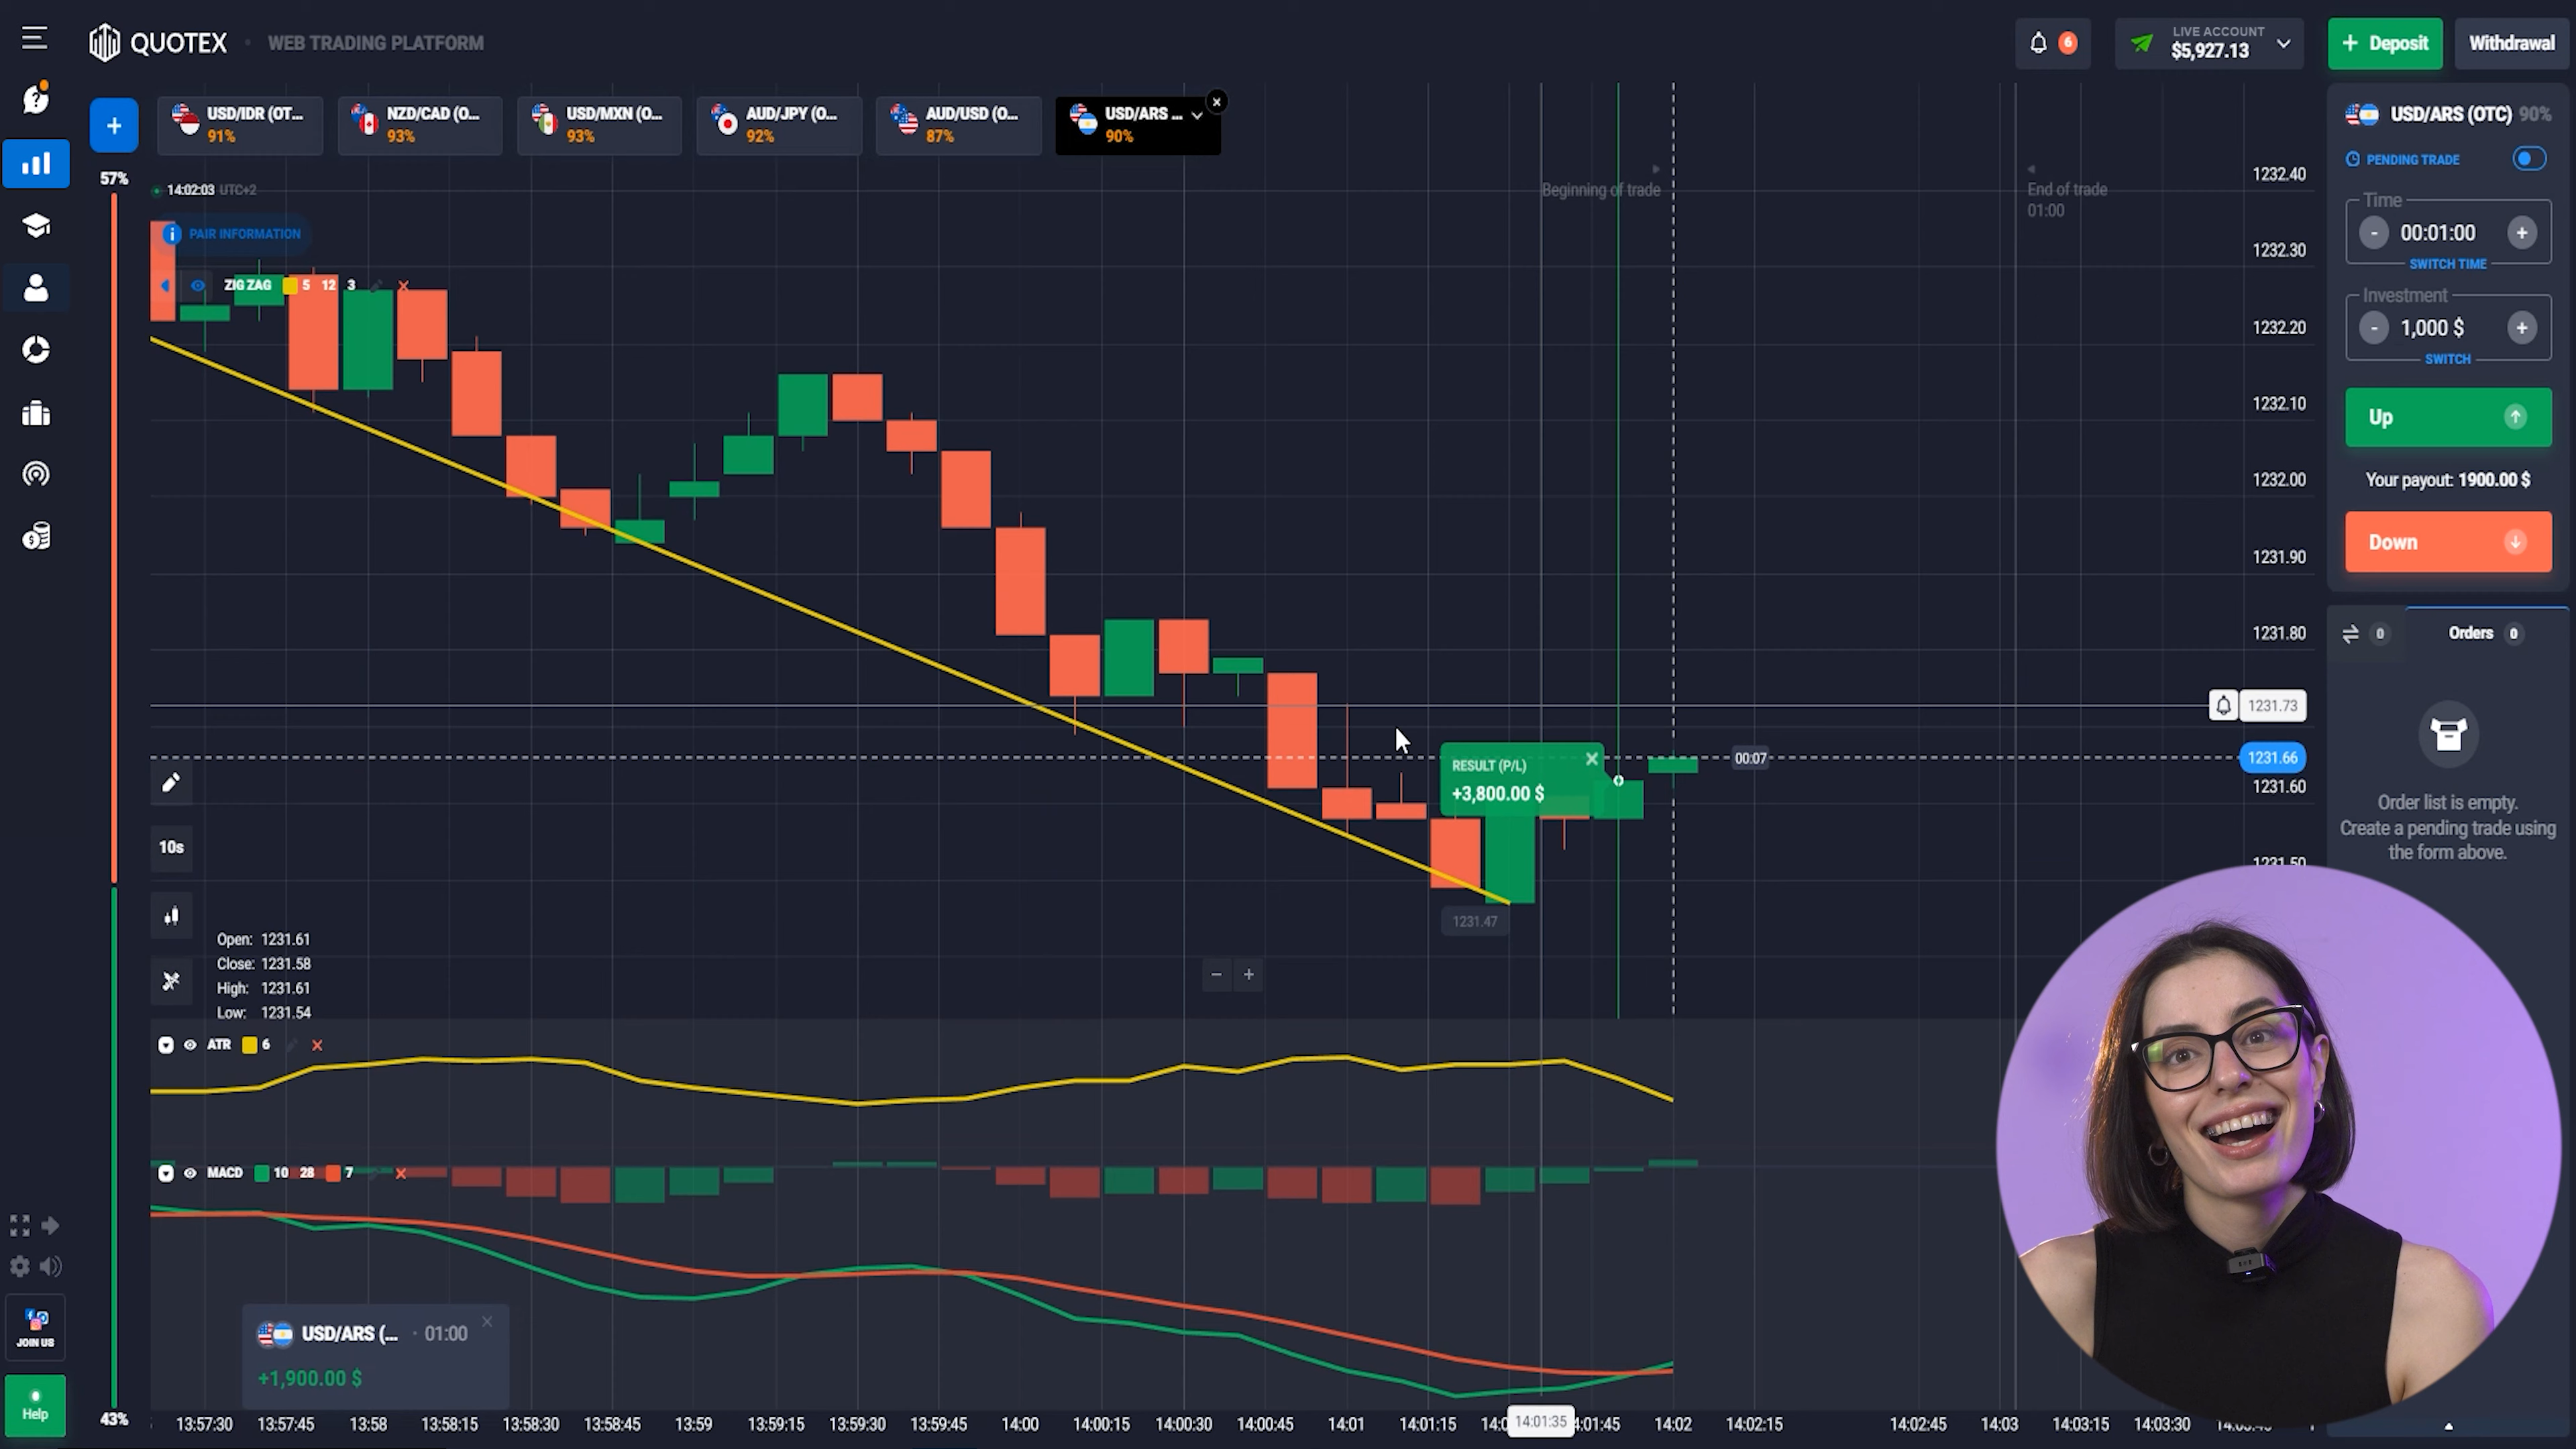 QUOTEX · WEB TRADING PLATFORM
6
LIVE ACCOUNT
$5,927.13
+ Deposit
Withdrawal
+
USD/IDR (OT...
91%
NZD/CAD (O...
93%
USD/MXN (O...
93%
AUD/JPY (O...
92%
AUD/USD (O...
87%
USD/ARS ...
90%
57%
14:02:03 UTC+2
PAIR INFORMATION
ZIG ZAG 5 12 3
Beginning of trade
End of trade
01:00
1232.40
1232.30
1232.20
1232.10
1232.00
1231.90
1231.80
1231.73
1231.66
1231.60
1231.50
00:07
RESULT (P/L)
+3,800.00 $
1231.47
10s
Open: 1231.61
Close: 1231.58
High: 1231.61
Low: 1231.54
- +
ATR 6
MACD 10 28 7
USD/ARS (... · 01:00
+1,900.00 $
JOIN US
Help
43%
13:57:30 13:57:45 13:58 13:58:15 13:58:30 13:58:45 13:59 13:59:15 13:59:30 13:59:45 14:00 14:00:15 14:00:30 14:00:45 14:01 14:01:15 14:01:35 14:02 14:02:15 14:02:45 14:03 14:03:15 14:03:30
USD/ARS (OTC) 90%
PENDING TRADE
Time
- 00:01:00 +
SWITCH TIME
Investment
- 1,000 $ +
SWITCH
Up
Your payout: 1900.00 $
Down
0
Orders 0
Order list is empty.
Create a pending trade using
the form above.